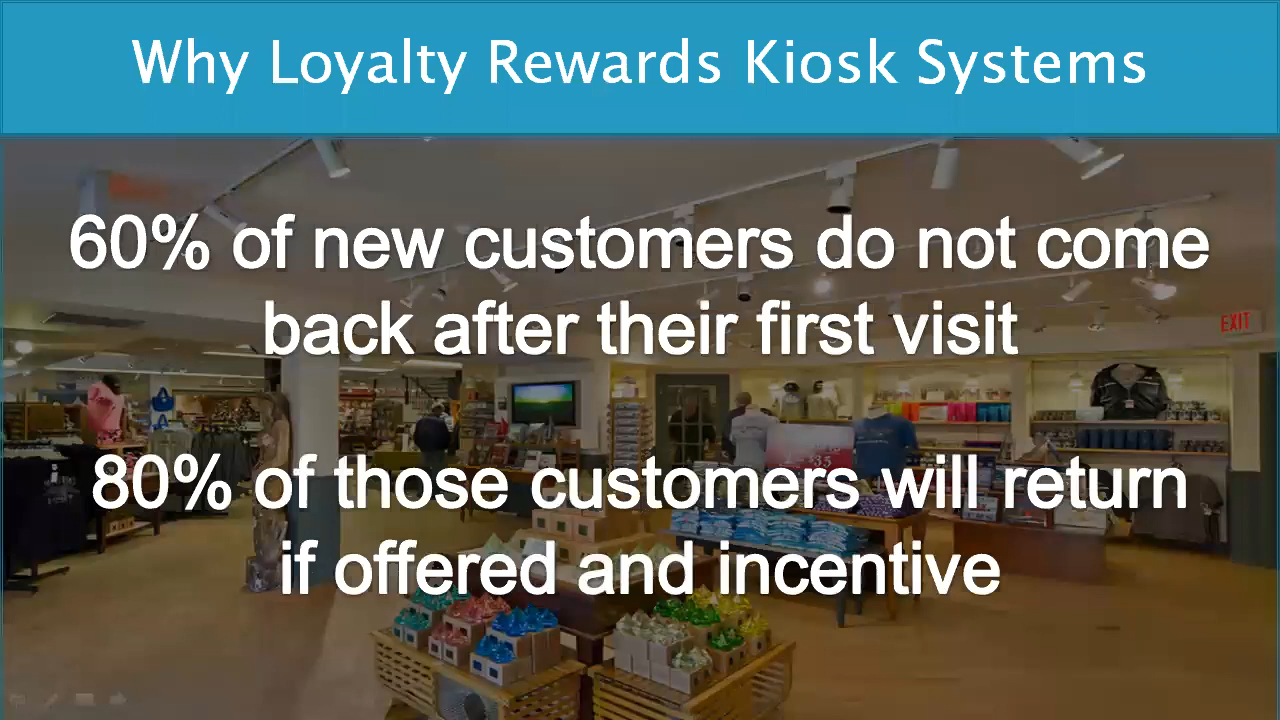 Why Loyalty Rewards Kiosk Systems
60% of new customers do not come
back after their first visit
EXIT
80% of those customers will return
if offered and incentive